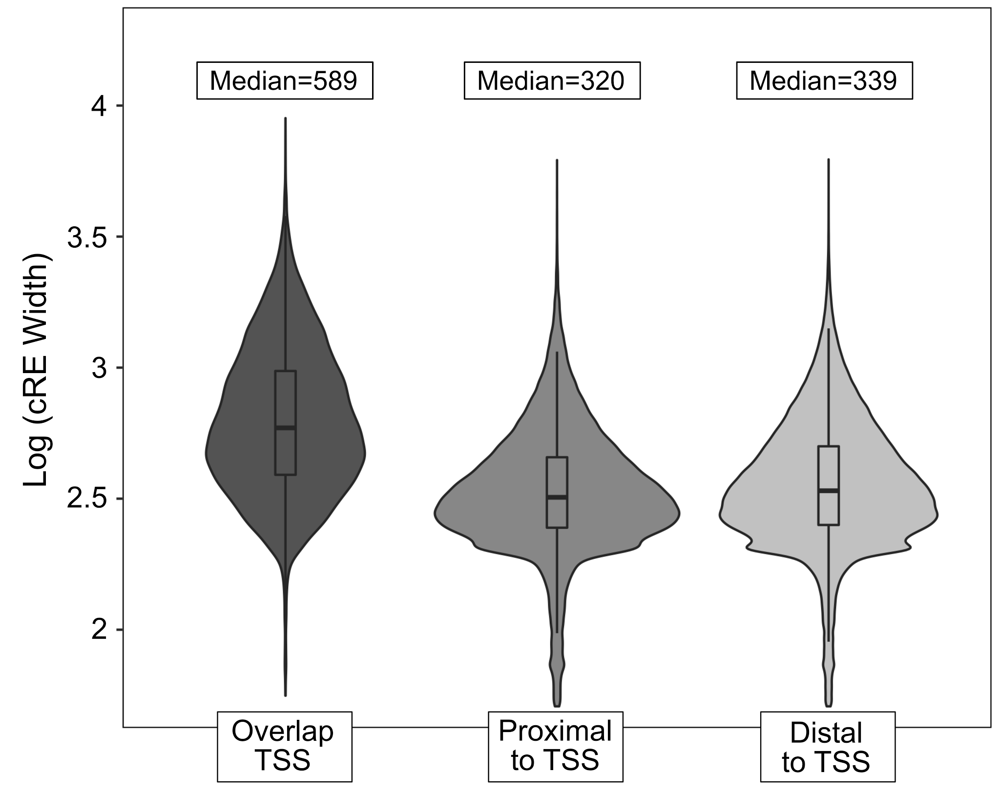 Median=589
Median=320
Median=339
4
3.5
3
2.5
2
Log (cRE Width)
Overlap
TSS
Proximal
to TSS
Distal
to TSS